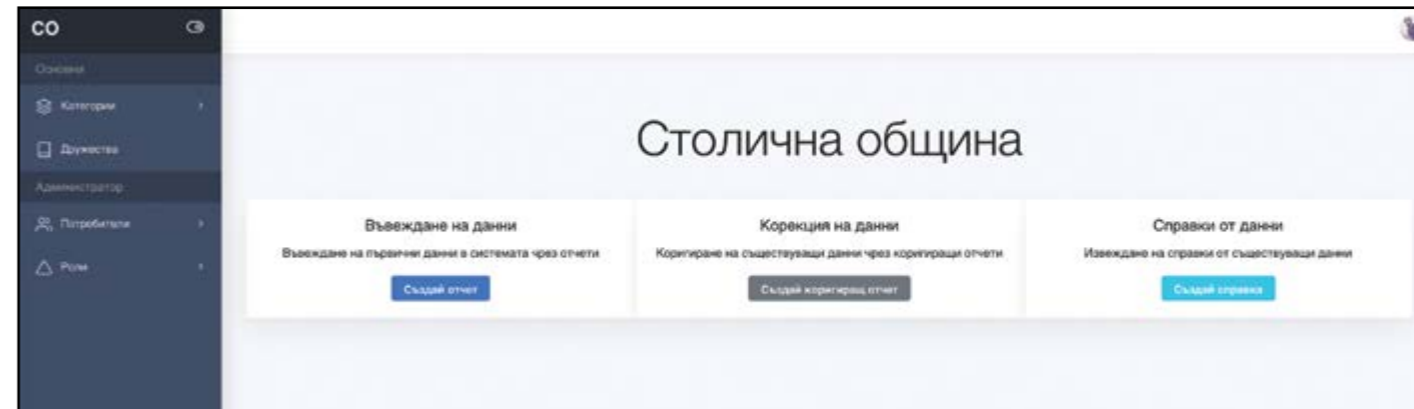 СО
Основни
Категории
Дружества
Администратор
Потребители
Роли
Столична община
Въвеждане на данни
Въвеждане на първични данни в системата чрез отчети
Създай отчет
Корекция на данни
Коригиране на съществуващи данни чрез коригиращи отчети
Създай коригиращ отчет
Справки от данни
Извеждане на справки от съществуващи данни
Създай справка